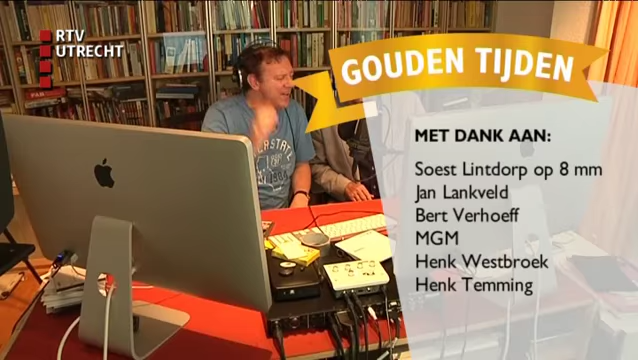 RTV
UTRECHT
GOUDEN TIJDEN
MET DANK AAN:
Soest Lintdorp op 8 mm
Jan Lankveld
Bert Verhoeff
MGM
Henk Westbroek
Henk Temming